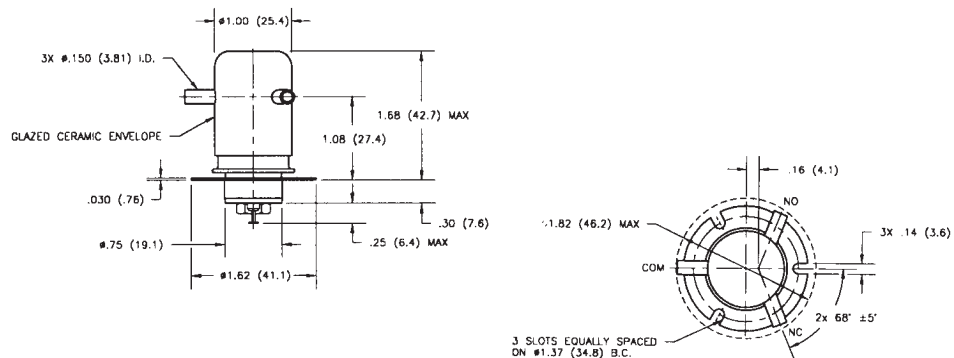 ø1.00 (25.4)
3X ø.150 (3.81) I.D.
GLAZED CERAMIC ENVELOPE
1.68 (42.7) MAX
1.08 (27.4)
.030 (.76)
.30 (7.6)
ø.75 (19.1)
.25 (6.4) MAX
ø1.62 (41.1)
.16 (4.1)
NO
1.82 (46.2) MAX
3X .14 (3.6)
COM
2x 68° ±5°
NC
3 SLOTS EQUALLY SPACED
ON ø1.37 (34.8) B.C.